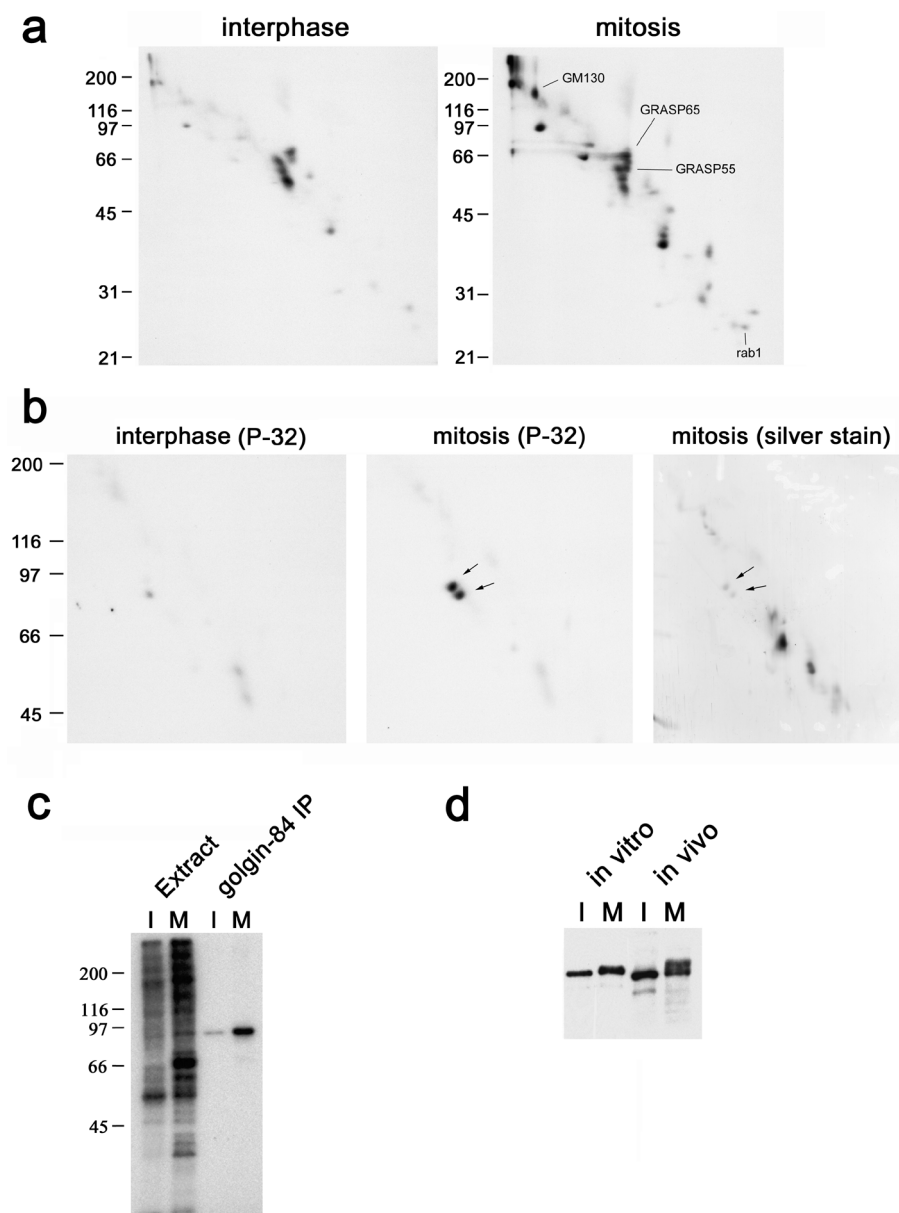 a
interphase
mitosis
200
116
97
66
45
31
21
200
116
97
66
45
31
21
GM130
GRASP65
GRASP55
rab1
b
interphase (P-32)
mitosis (P-32)
mitosis (silver stain)
200
116
97
66
45
c
Extract
golgin-84 IP
I M I M
200
116
97
66
45
d
in vitro
in vivo
I M I M